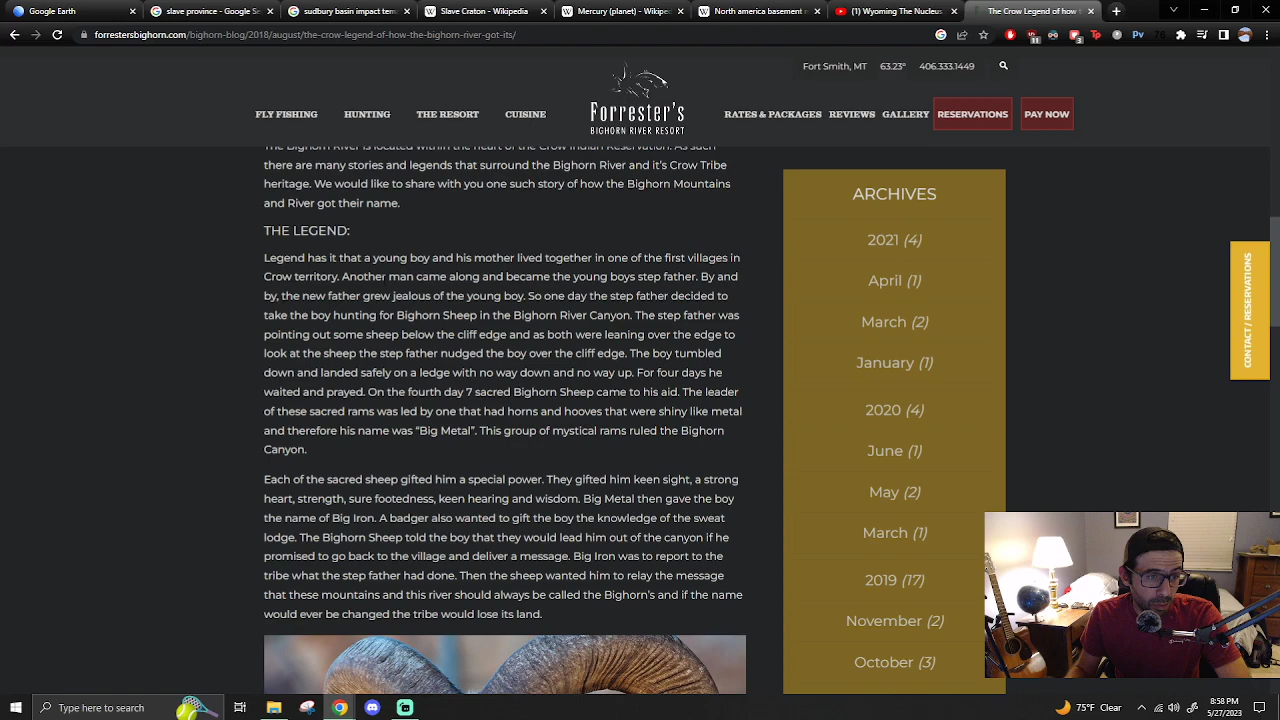 slave province - G
sudbury basin impact ter
Slave Craton - Wikipedia
Mercury (planet) - Wikipe
North america basement
(1) Wyoming's Ancient
The Legend of how the
forrestersbighorn.com/bighorn-blog/2018/august/the-crow-legend-of-how-the-bighorn-river-got-its/
Fort Smith, MT 63.23° 406.333.1449
FLY FISHING HUNTING THE RESORT CUISINE
Forrester's
BIGHORN RIVER RESORT
RATES & PACKAGES REVIEWS GALLERY RESERVATIONS PAY NOW
The Bighorn River is located within the heart of the Crow Indian Reservation. As such
there are many stories and legends that surround the Bighorn River and it's Crow Tribe
heritage. We would like to share with you one such story of how the Bighorn Mountains
and River got their name.
THE LEGEND:
Legend has it that a young boy and his mother lived together in one of the first villages in
Crow territory. Another man came along and became the young boys step father. By and
by, the new father grew jealous of the young boy. So one day the step father decided to
take the boy hunting for Bighorn Sheep in the Bighorn River Canyon. The step father was
pointing out some sheep below the cliff edge and as both were leaning over the edge to
look at the sheep the step father nudged the boy over the cliff edge. The boy tumbled
down and landed safely on a ledge with no way down and no way up. For four days he
waited and prayed. On the fourth day 7 sacred Bighorn sheep came to his aid. The leader
of these sacred rams was led by one that had horns and hooves that were shiny like metal
and therefore his name was "Big Metal". This group of mystical rams ruled the Bighorn
Canyon.
Each of the sacred sheep gifted him a special power. They gifted him keen sight, a strong
heart, strength, sure footedness, keen hearing and wisdom. Big Metal then gave the boy
the name of Big Iron. A badger also wanted to gift the boy the knowledge of the sweat
lodge. The Bighorn Sheep told the boy that they would lead him out of the canyon if he
promised to go back to the village and deliver a message. Big Iron was to report to the
tribe what the step father had done. Then the sheep wanted him to relay the message
that these mountains and this river should always be called the Bighorn's and if the name
would ever be changed the tribe would lose its land.
ARCHIVES
2021 (4)
April (1)
March (2)
January (1)
2020 (4)
June (1)
May (2)
March (1)
2019 (17)
November (2)
October (3)
CONTACT / RESERVATIONS
Type here to search
75°F Clear
8:58 PM
5/27/2023